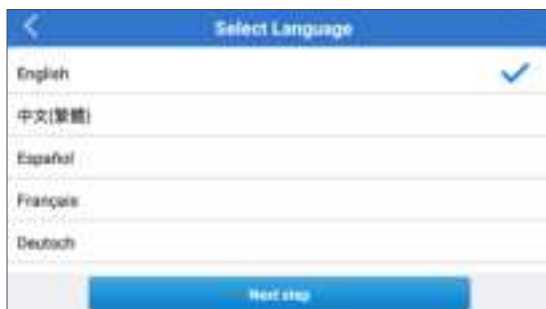 Select Language
English
中文(繁體)
Español
Français
Deutsch
Next step